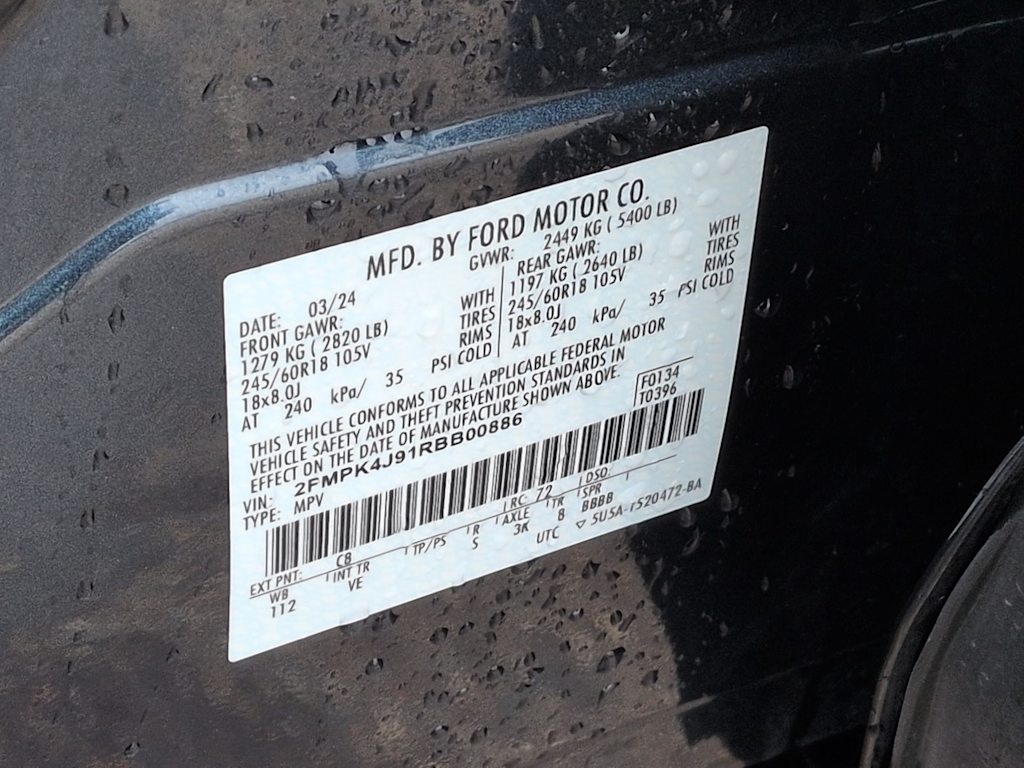 MFD. BY FORD MOTOR CO.
DATE: 03/24
GVWR: 2449 KG ( 5400 LB)
FRONT GAWR: WITH
1279 KG ( 2820 LB) TIRES
245/60R18 105V RIMS
18x8.0J
AT 240 kPa/ 35 PSI COLD
REAR GAWR: WITH
1197 KG ( 2640 LB) TIRES
245/60R18 105V RIMS
18x8.0J
AT 240 kPa/ 35 PSI COLD
THIS VEHICLE CONFORMS TO ALL APPLICABLE FEDERAL MOTOR
VEHICLE SAFETY AND THEFT PREVENTION STANDARDS IN
EFFECT ON THE DATE OF MANUFACTURE SHOWN ABOVE.
VIN: 2FMPK4J91RBB00886
TYPE: MPV
F0134
T0396
EXT PNT: C8 RC: 72 DSO:
WB INT TR TP/PS R AXLE TR SPR
112 VE S 3K 8 BBBB
UTC ▽ 5U5A-1520472-BA